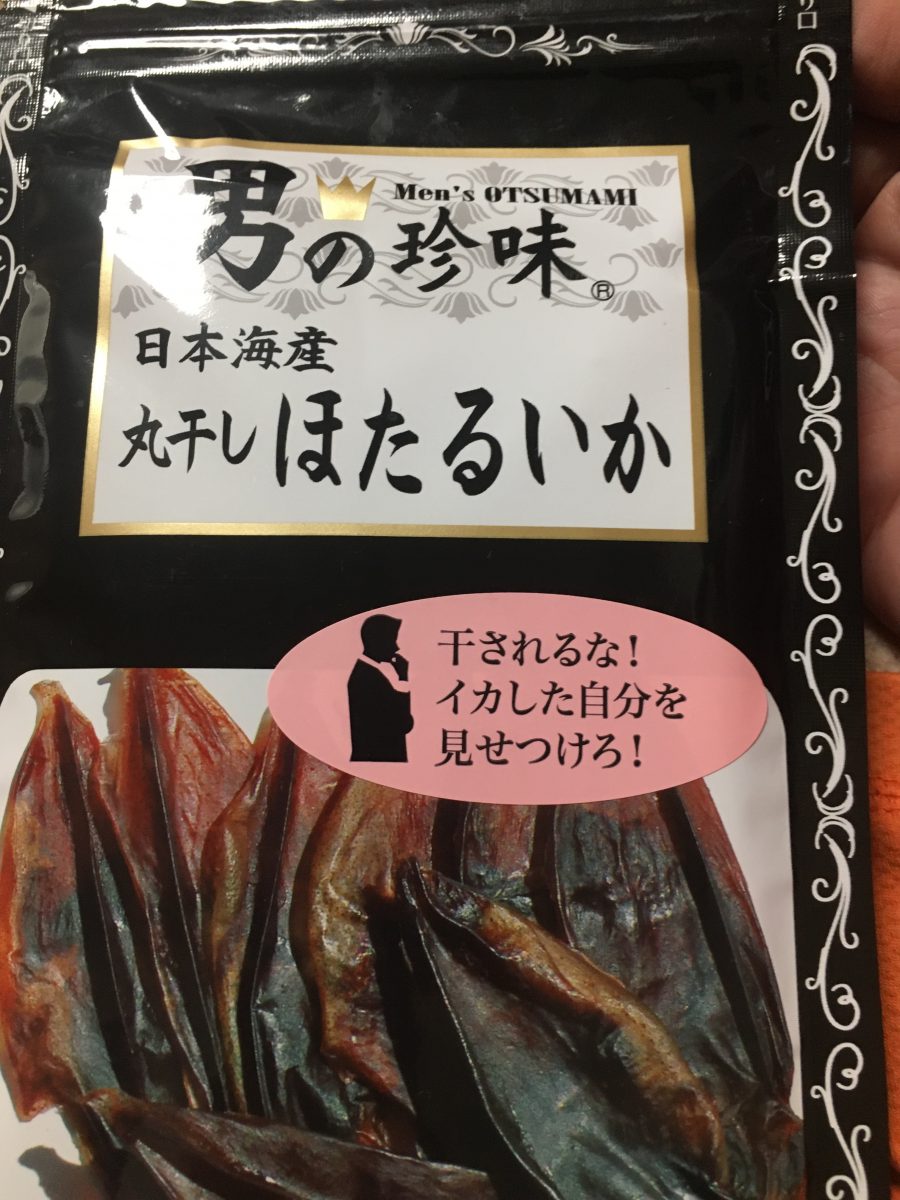 Men's OTSUMAMI
男の珍味®
日本海産
丸干しほたるいか
干されるな!
イカした自分を
見せつけろ!